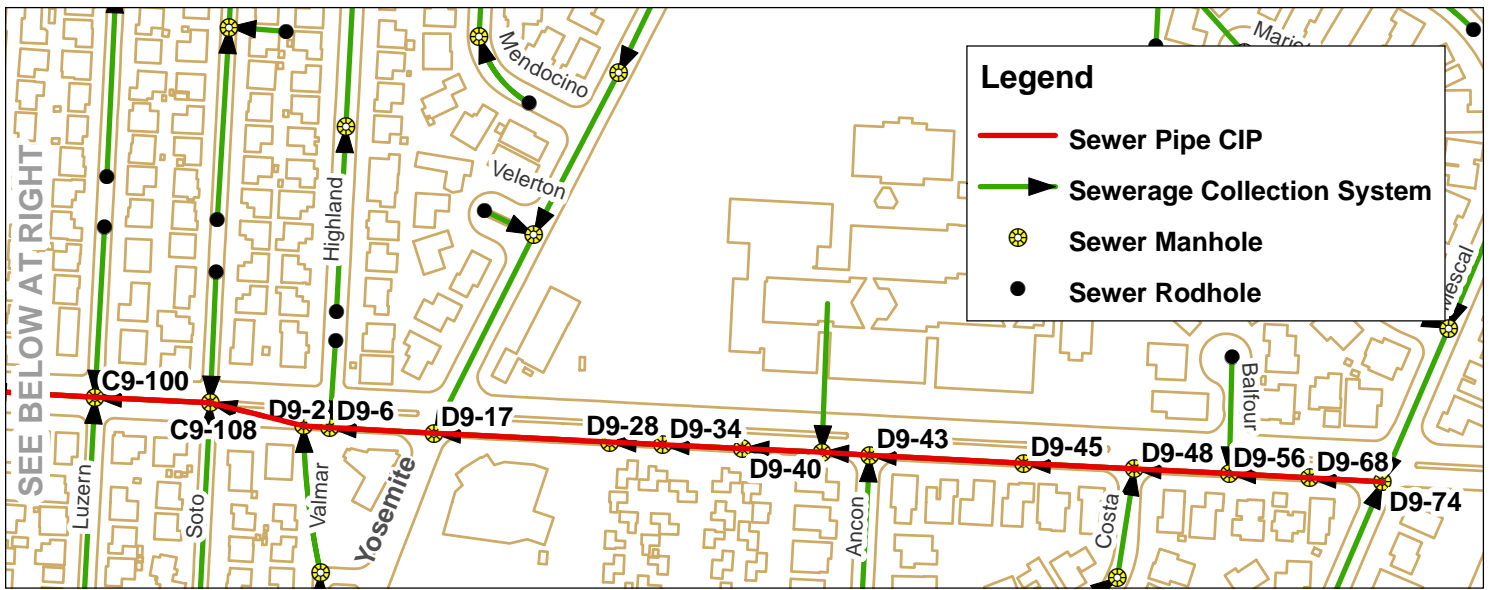 Mendocino
Legend
Sewer Pipe CIP
Sewerage Collection System
Sewer Manhole
Sewer Rodhole
Velerton
Highland
Mescal
SEE BELOW AT RIGHT
Balfour
C9-100
C9-108
D9-2
D9-6
D9-17
D9-28
D9-34
D9-40
D9-43
D9-45
D9-48
D9-56
D9-68
D9-74
Luzern
Soto
Valmar
Yosemite
Ancon
Costa